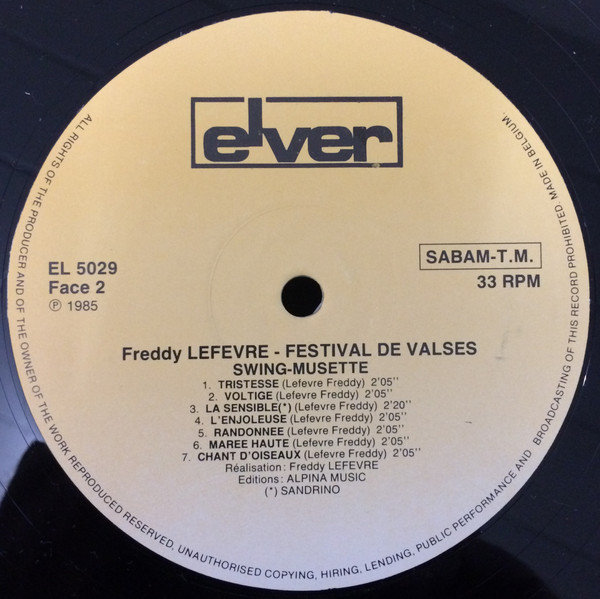 elver
EL 5029
Face 2
℗ 1985
SABAM-T.M.
33 RPM
Freddy LEFEVRE - FESTIVAL DE VALSES
SWING-MUSETTE
1. TRISTESSE (Lefevre Freddy) 2'05''
2. VOLTIGE (Lefevre Freddy) 2'05''
3. LA SENSIBLE(*) (Lefevre Freddy) 2'20''
4. L'ENJOLEUSE (Lefevre Freddy) 2'05''
5. RANDONNEE (Lefevre Freddy) 2'05''
6. MAREE HAUTE (Lefevre Freddy) 2'05''
7. CHANT D'OISEAUX (Lefevre Freddy) 2'05''
Réalisation : Freddy LEFEVRE
Editions : ALPINA MUSIC
(*) SANDRINO
ALL RIGHTS OF THE PRODUCER AND OF THE OWNER OF THE WORK REPRODUCED RESERVED, UNAUTHORISED COPYING, HIRING, LENDING, PUBLIC PERFORMANCE AND BROADCASTING OF THIS RECORD PROHIBITED. MADE IN BELGIUM.